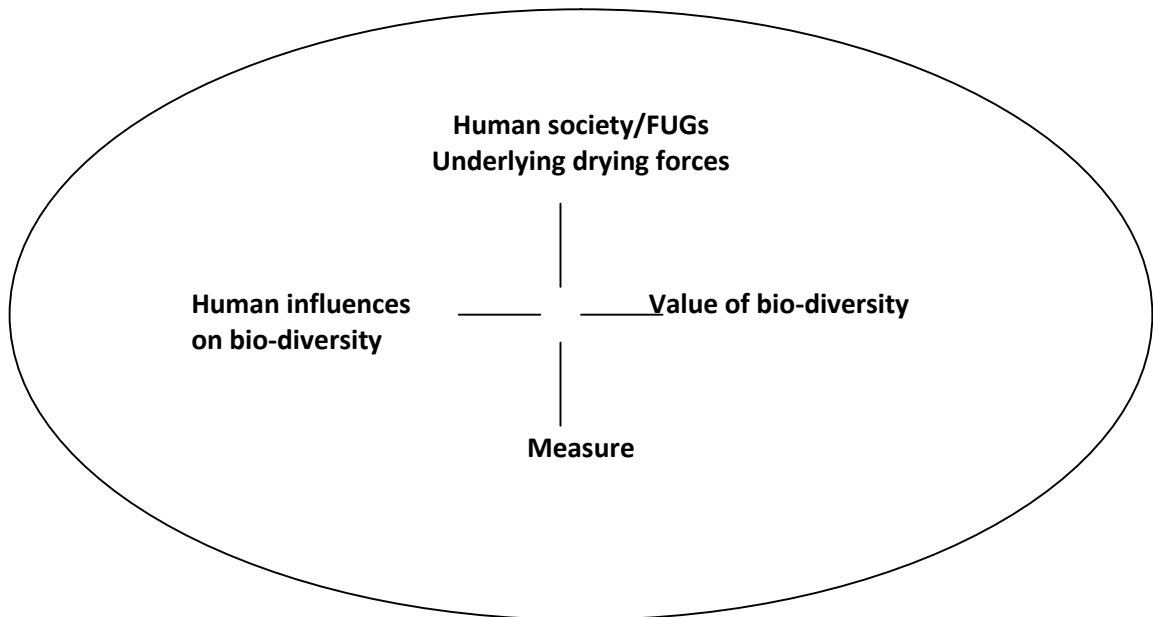 Human society/FUGs
Underlying drying forces
Human influences
on bio-diversity
Value of bio-diversity
Measure